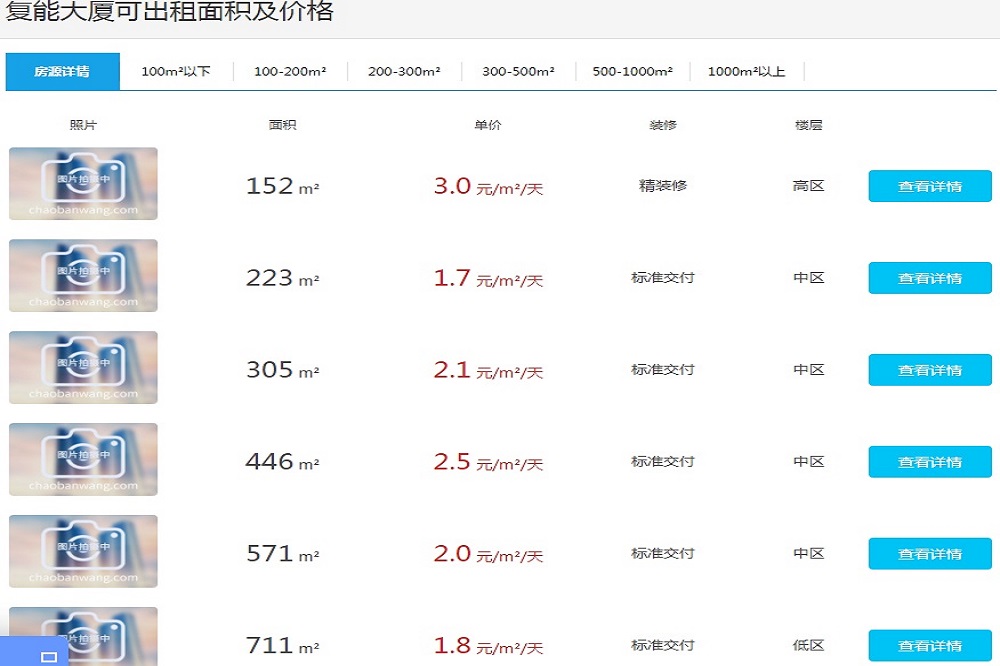 复能大厦可出租面积及价格
房源详情 100m²以下 100-200m² 200-300m² 300-500m² 500-1000m² 1000m²以上
照片 面积 单价 装修 楼层
图片拍摄中
chaobanwang.com
152 m² 3.0 元/m²/天 精装修 高区 查看详情
图片拍摄中
chaobanwang.com
223 m² 1.7 元/m²/天 标准交付 中区 查看详情
图片拍摄中
chaobanwang.com
305 m² 2.1 元/m²/天 标准交付 中区 查看详情
图片拍摄中
chaobanwang.com
446 m² 2.5 元/m²/天 标准交付 中区 查看详情
图片拍摄中
chaobanwang.com
571 m² 2.0 元/m²/天 标准交付 中区 查看详情
图片拍摄中
711 m² 1.8 元/m²/天 标准交付 低区 查看详情